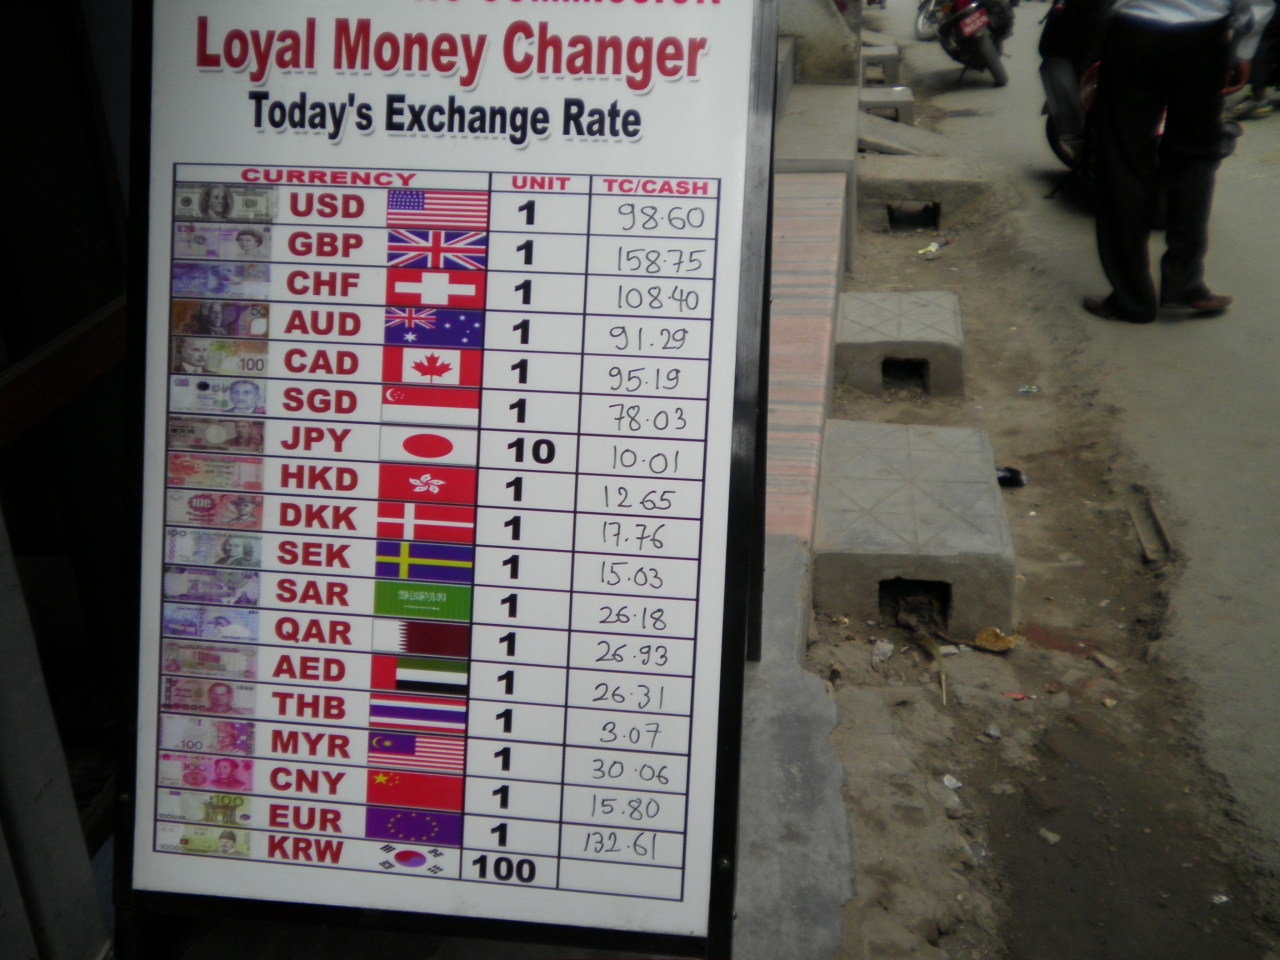 Loyal Money Changer
Today's Exchange Rate
CURRENCY UNIT TC/CASH
USD 1 98.60
GBP 1 158.75
CHF 1 108.40
AUD 1 91.29
CAD 1 95.19
SGD 1 78.03
JPY 10 10.01
HKD 1 12 65
DKK 1 17.76
SEK 1 15.03
SAR 1 26.18
QAR 1 26.93
AED 1 26.31
THB 1 3.07
MYR 1 30.06
CNY 1 15.80
EUR 1 132.61
KRW 100